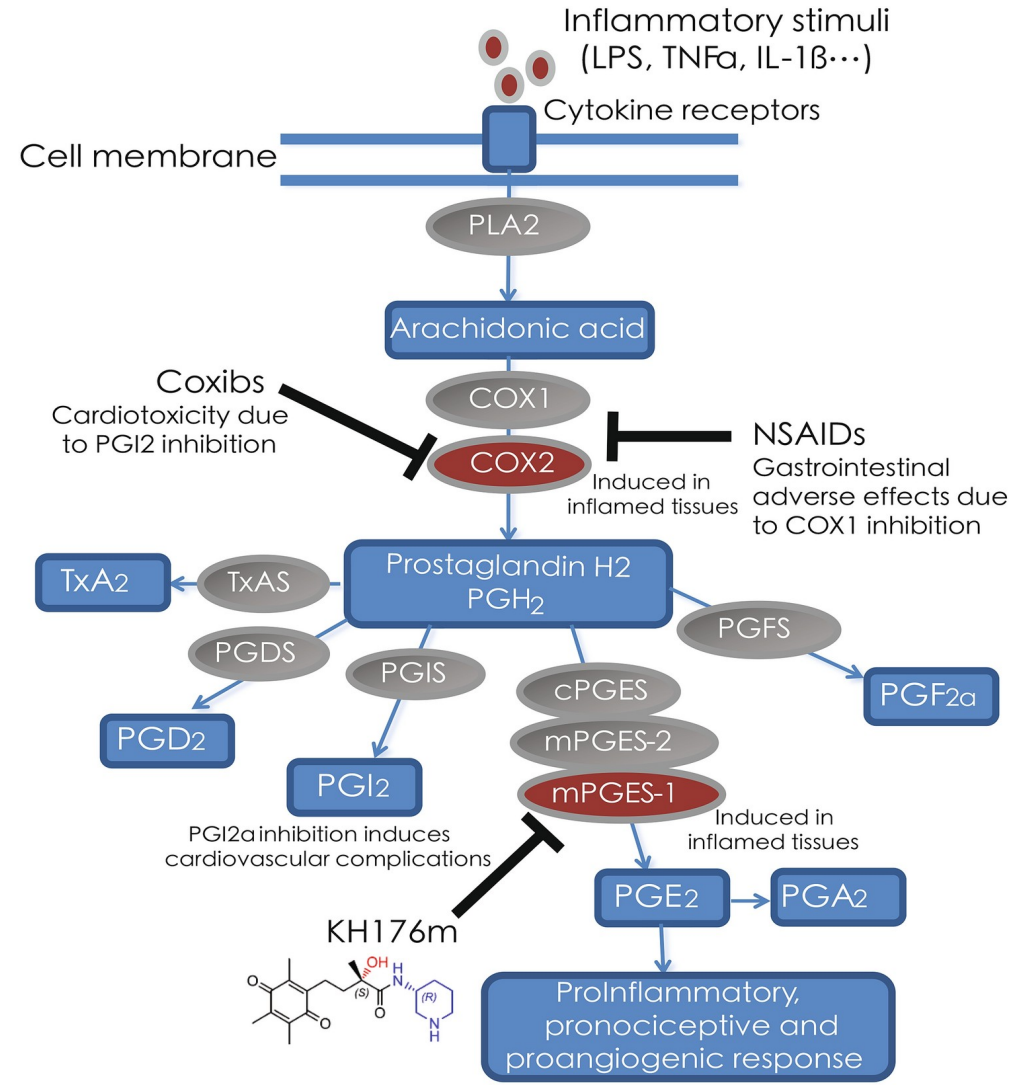 Inflammatory stimuli
(LPS, TNFα, IL-1ß···)
Cytokine receptors
Cell membrane
PLA2
Arachidonic acid
Coxibs
Cardiotoxicity due
to PGI2 inhibition
COX1
COX2
NSAIDs
Gastrointestinal
adverse effects due
to COX1 inhibition
Induced in
inflamed tissues
Prostaglandin H2
PGH₂
TxA₂
TxAS
PGDS
PGIS
PGFS
cPGES
mPGES-2
mPGES-1
PGF₂a
PGD₂
PGI₂
PGI2a inhibition induces
cardiovascular complications
Induced in
inflamed tissues
PGE₂
PGA₂
KH176m
O
O
OH
(S)
O
H
N
(R)
N
H
ProInflammatory,
pronociceptive and
proangiogenic response